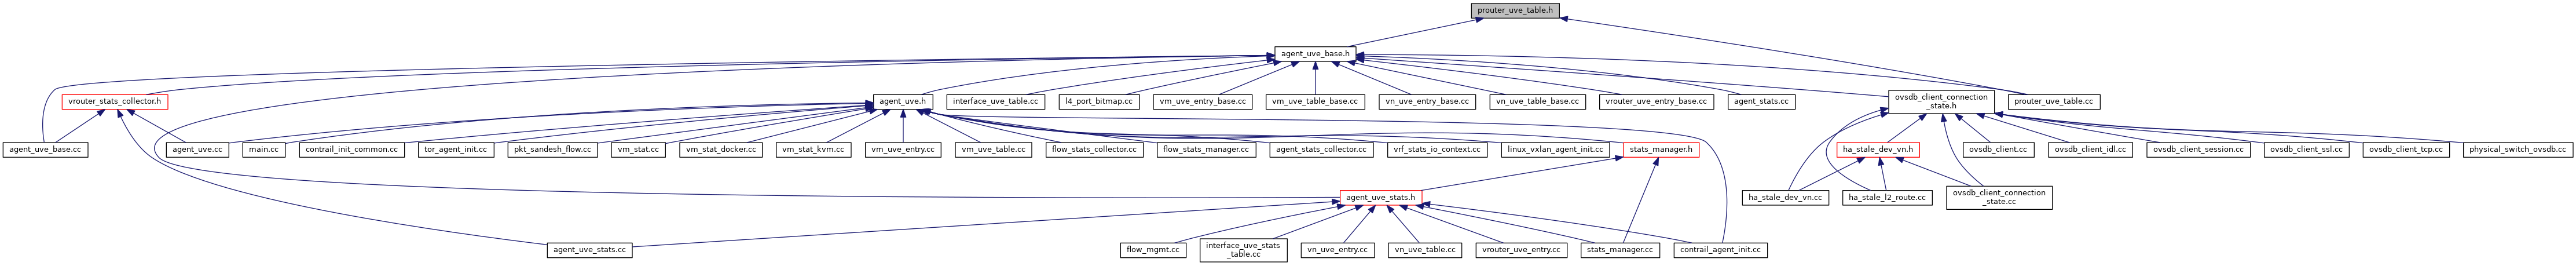 prouter_uve_table.h
agent_uve_base.h
vrouter_stats_collector.h
agent_uve.h
interface_uve_table.cc
l4_port_bitmap.cc
vm_uve_entry_base.cc
vm_uve_table_base.cc
vn_uve_entry_base.cc
vn_uve_table_base.cc
vrouter_uve_entry_base.cc
agent_stats.cc
ovsdb_client_connection
_state.h
prouter_uve_table.cc
agent_uve_base.cc
agent_uve.cc
main.cc
contrail_init_common.cc
tor_agent_init.cc
pkt_sandesh_flow.cc
vm_stat.cc
vm_stat_docker.cc
vm_stat_kvm.cc
vm_uve_entry.cc
vm_uve_table.cc
flow_stats_collector.cc
flow_stats_manager.cc
agent_stats_collector.cc
vrf_stats_io_context.cc
linux_vxlan_agent_init.cc
stats_manager.h
ha_stale_dev_vn.h
ovsdb_client.cc
ovsdb_client_idl.cc
ovsdb_client_session.cc
ovsdb_client_ssl.cc
ovsdb_client_tcp.cc
physical_switch_ovsdb.cc
agent_uve_stats.h
ha_stale_dev_vn.cc
ha_stale_l2_route.cc
ovsdb_client_connection
_state.cc
agent_uve_stats.cc
flow_mgmt.cc
interface_uve_stats
_table.cc
vn_uve_entry.cc
vn_uve_table.cc
vrouter_uve_entry.cc
stats_manager.cc
contrail_agent_init.cc